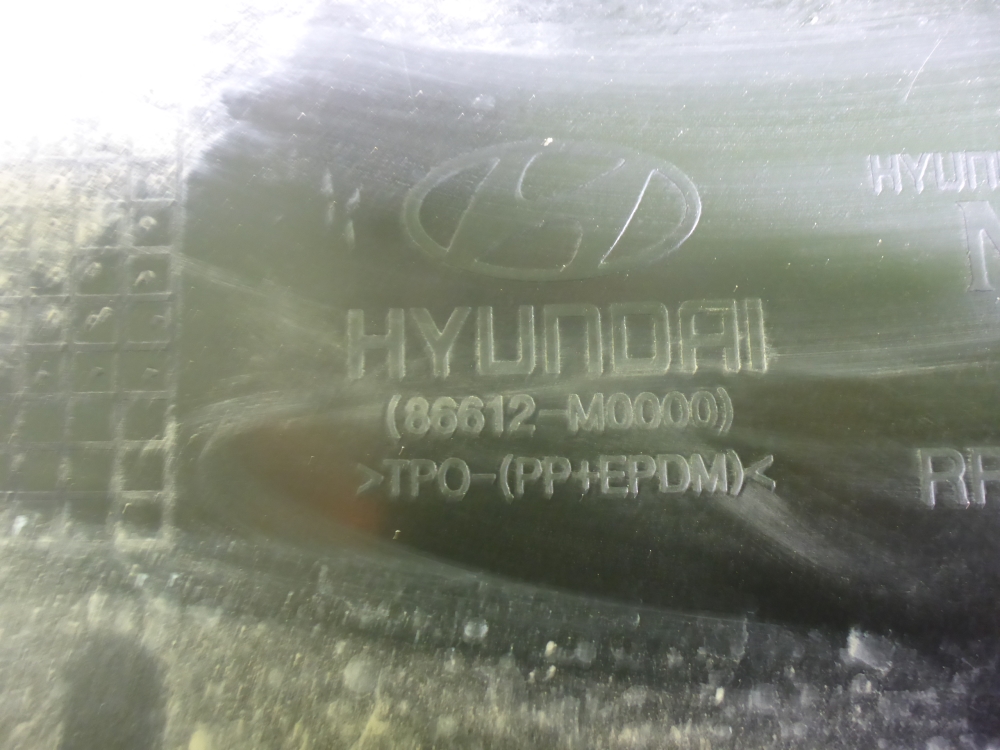 HYUNDAI
(86612-M0000)
>TPO-(PP+EPDM)<